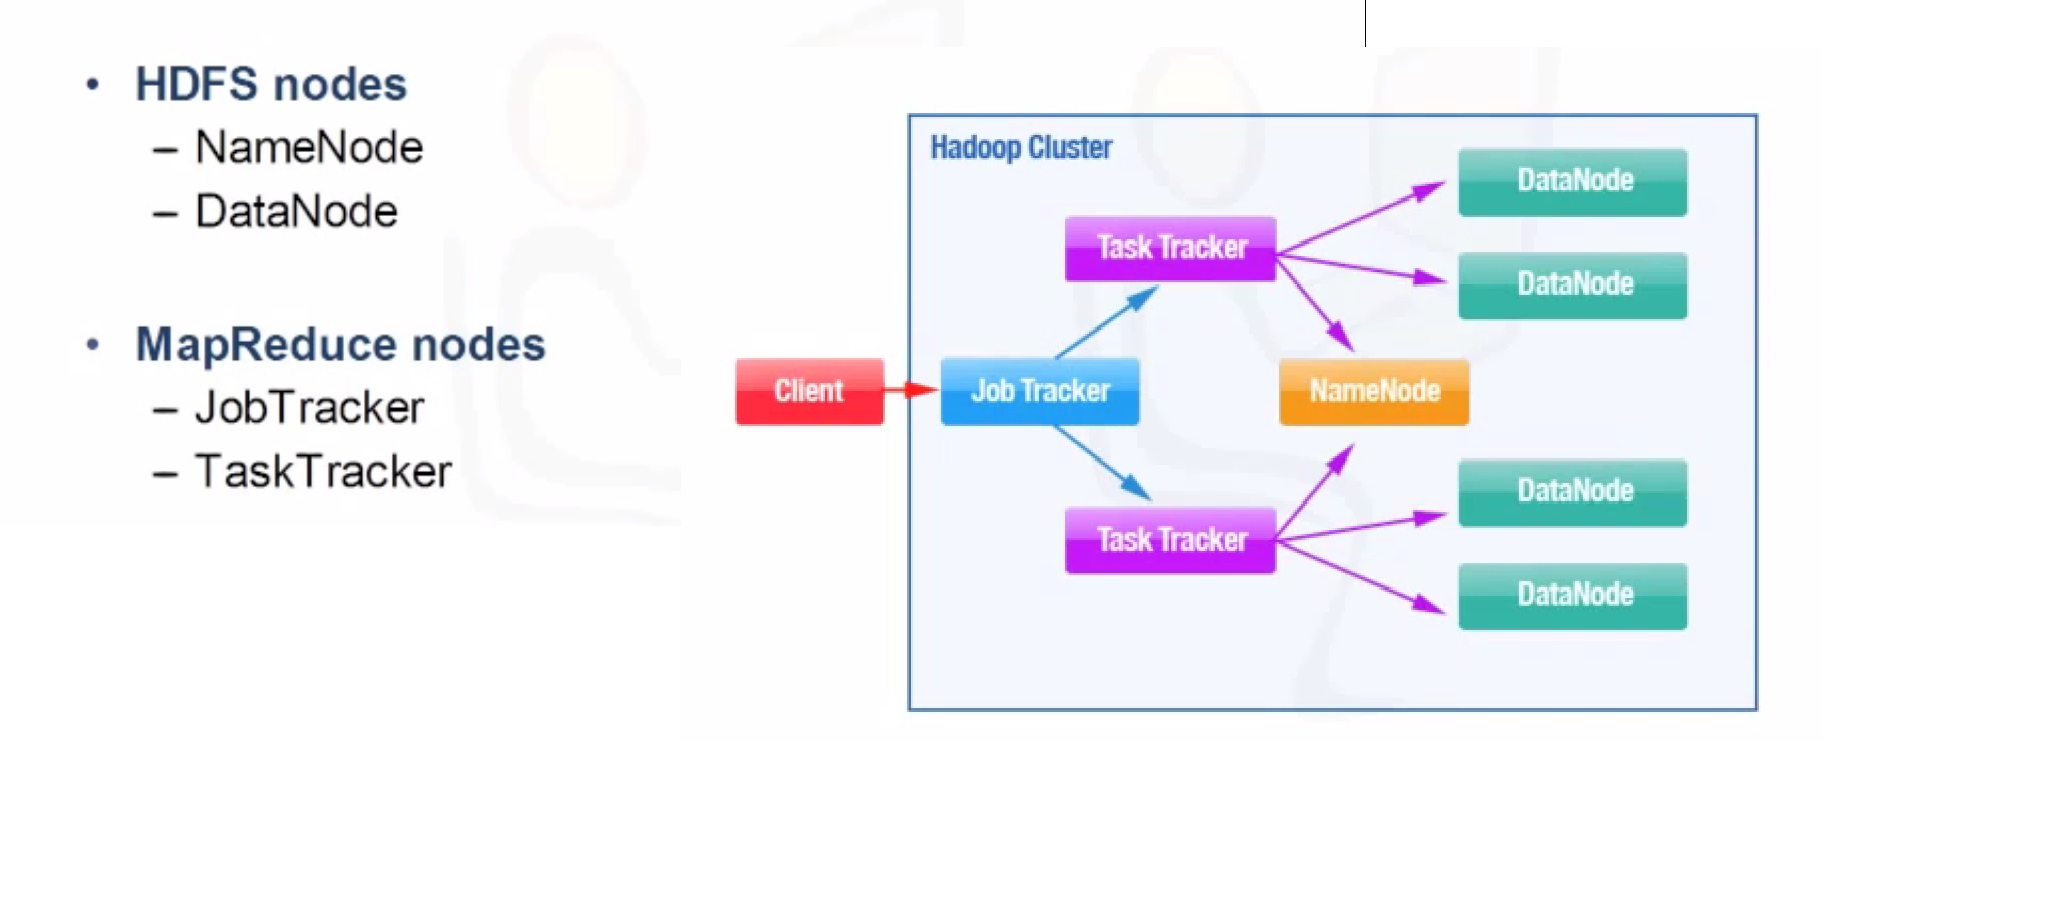 • HDFS nodes
– NameNode
– DataNode
• MapReduce nodes
– JobTracker
– TaskTracker
Hadoop Cluster
DataNode
Task Tracker
DataNode
Client
Job Tracker
NameNode
DataNode
Task Tracker
DataNode